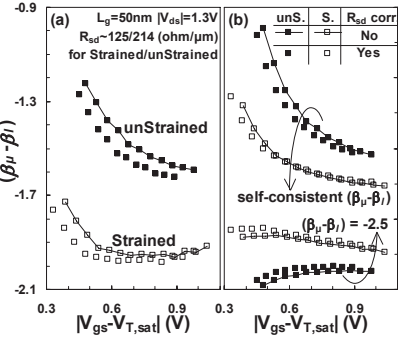 (a)
L_g=50nm |V_ds|=1.3V
R_sd~125/214 (ohm/μm)
for Strained/unStrained
unStrained
Strained
(β_μ-β_l)
-1
-1.3
-1.7
-2.1
0 0.3 0.6 0.9
|V_gs-V_T,sat| (V)
(b)
unS. S. R_sd corr
No
Yes
self-consistent (β_μ-β_l)
(β_μ-β_l) = -2.5
0.3 0.6 0.9
|V_gs-V_T,sat| (V)